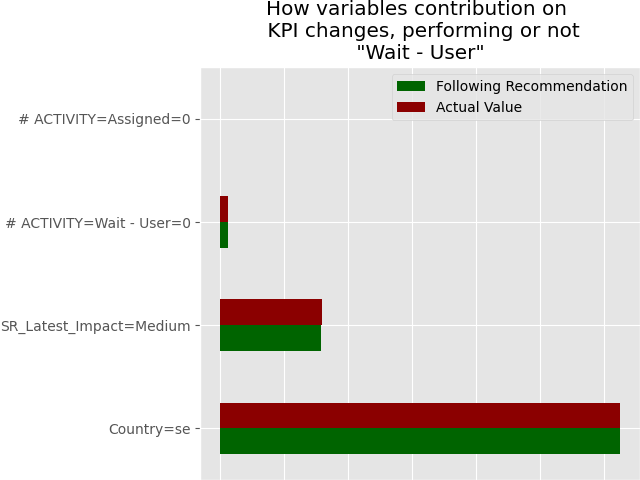 How variables contribution on
KPI changes, performing or not
"Wait - User"
Following Recommendation
Actual Value
# ACTIVITY=Assigned=0
# ACTIVITY=Wait - User=0
SR_Latest_Impact=Medium
Country=se